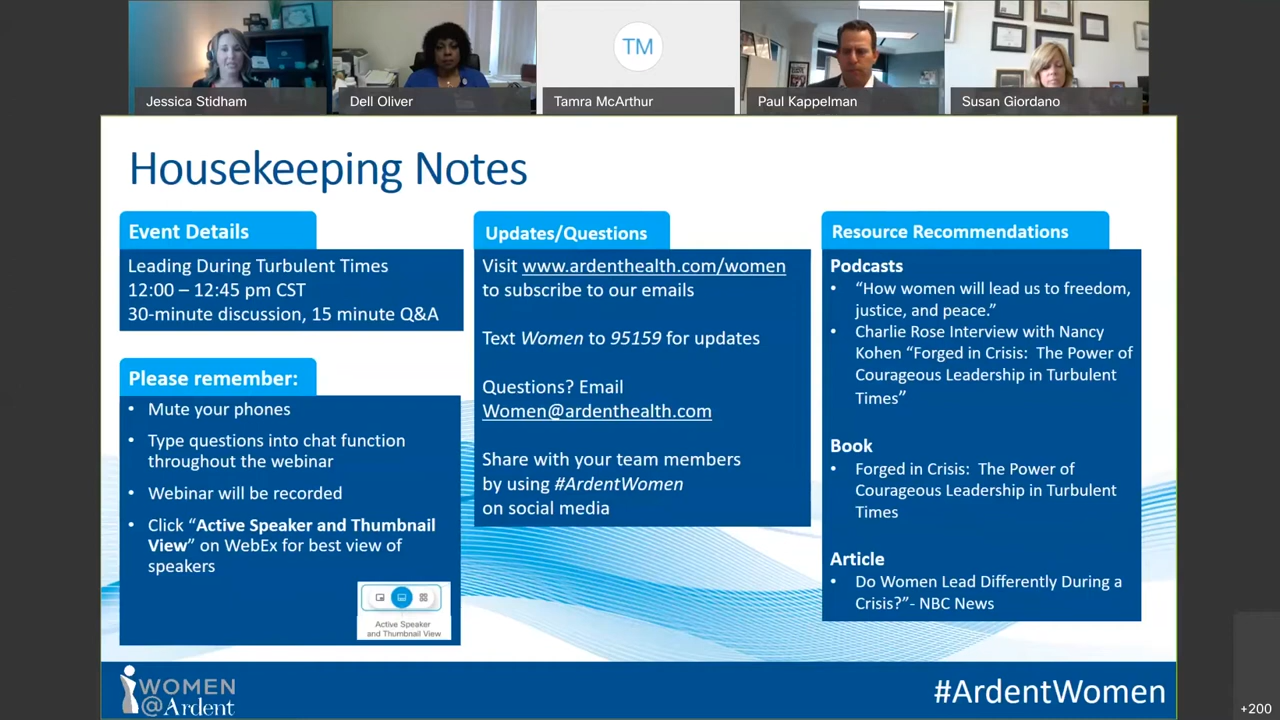 TM
Jessica Stidham
Dell Oliver
Tamra McArthur
Paul Kappelman
Susan Giordano
Housekeeping Notes
Event Details
Leading During Turbulent Times
12:00 – 12:45 pm CST
30-minute discussion, 15 minute Q&A
Please remember:
• Mute your phones
• Type questions into chat function
throughout the webinar
• Webinar will be recorded
• Click “Active Speaker and Thumbnail
View” on WebEx for best view of
speakers
Active Speaker
and Thumbnail View
Updates/Questions
Visit www.ardenthealth.com/women
to subscribe to our emails
Text Women to 95159 for updates
Questions? Email
Women@ardenthealth.com
Share with your team members
by using #ArdentWomen
on social media
Resource Recommendations
Podcasts
• “How women will lead us to freedom,
justice, and peace.”
• Charlie Rose Interview with Nancy
Kohen “Forged in Crisis: The Power of
Courageous Leadership in Turbulent
Times”
Book
• Forged in Crisis: The Power of
Courageous Leadership in Turbulent
Times
Article
• Do Women Lead Differently During a
Crisis?”- NBC News
WOMEN
@Ardent
#ArdentWomen
+200